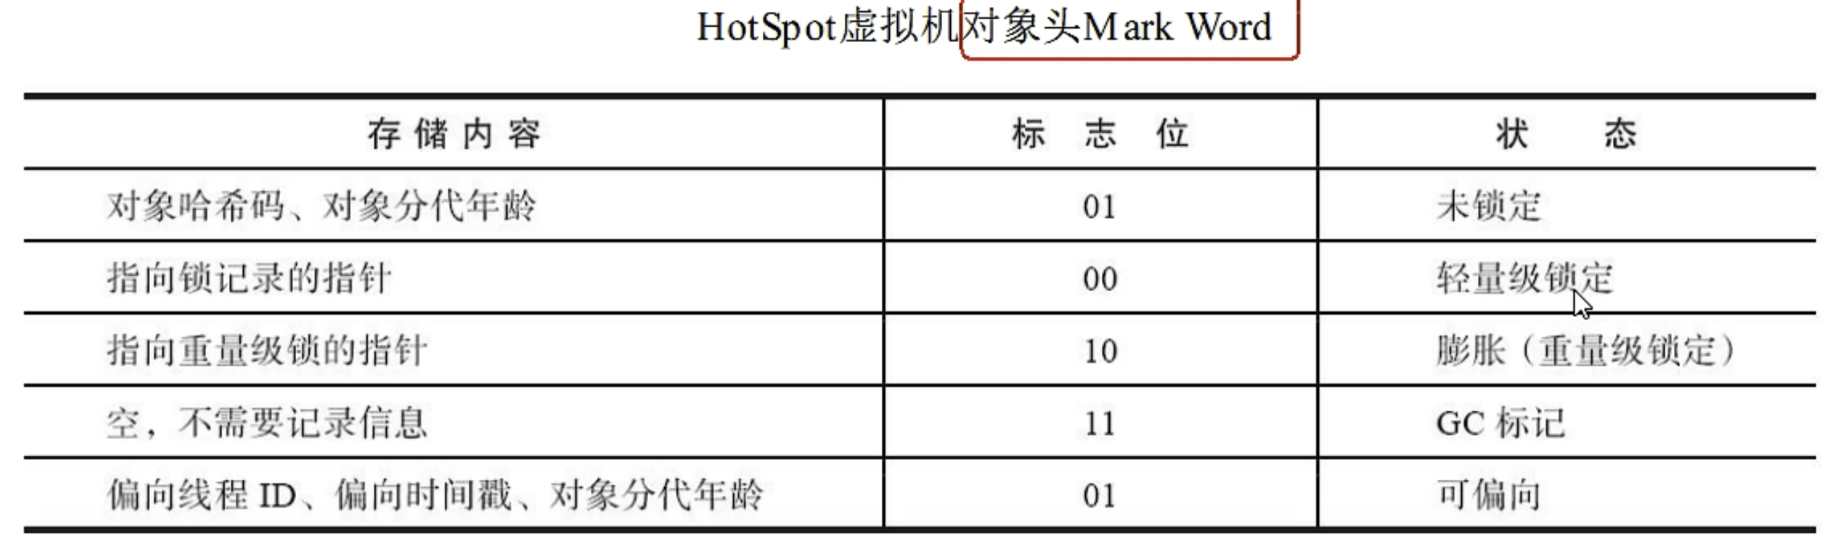 HotSpot虚拟机对象头Mark Word
存储内容 标志位 状态
对象哈希码、对象分代年龄 01 未锁定
指向锁记录的指针 00 轻量级锁定
指向重量级锁的指针 10 膨胀（重量级锁定）
空，不需要记录信息 11 GC 标记
偏向线程 ID、偏向时间戳、对象分代年龄 01 可偏向